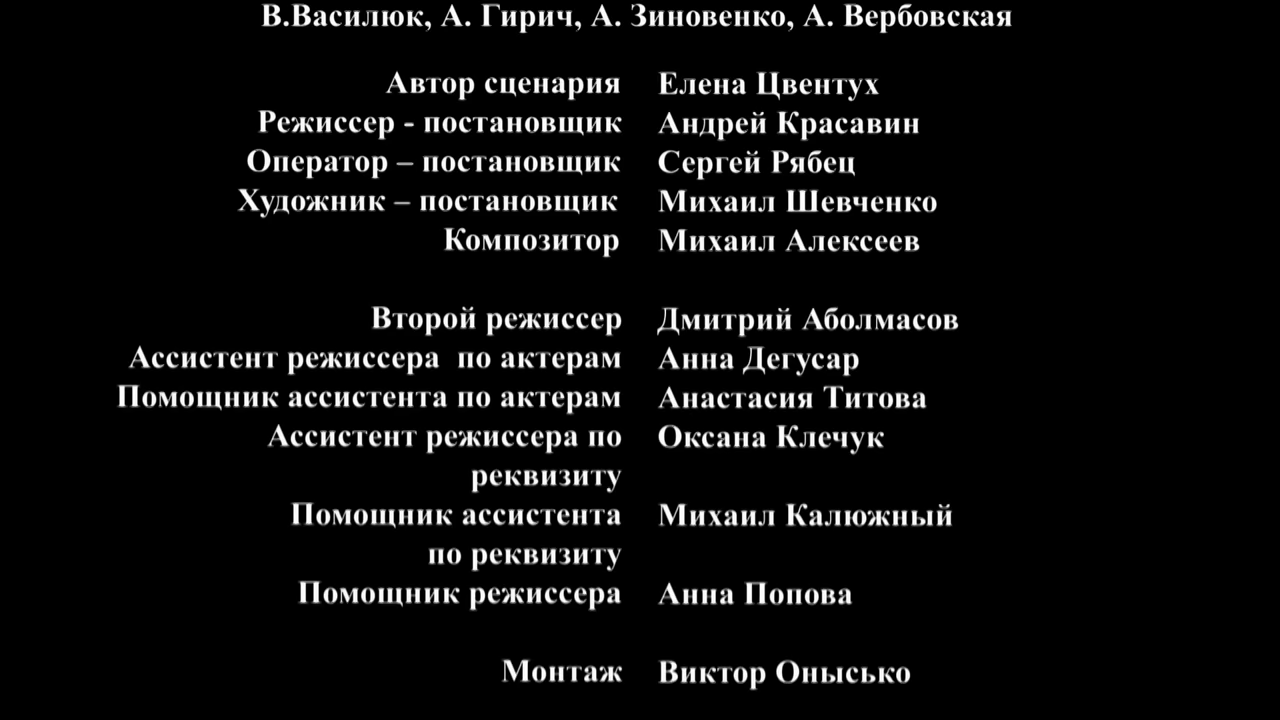 В.Василюк, А. Гирич, А. Зиновенко, А. Вербовская
Автор сценария Елена Цвентух
Режиссер - постановщик Андрей Красавин
Оператор – постановщик Сергей Рябец
Художник – постановщик Михаил Шевченко
Композитор Михаил Алексеев
Второй режиссер Дмитрий Аболмасов
Ассистент режиссера по актерам Анна Дегусар
Помощник ассистента по актерам Анастасия Титова
Ассистент режиссера по Оксана Клечук
реквизиту
Помощник ассистента Михаил Калюжный
по реквизиту
Помощник режиссера Анна Попова
Монтаж Виктор Онысько